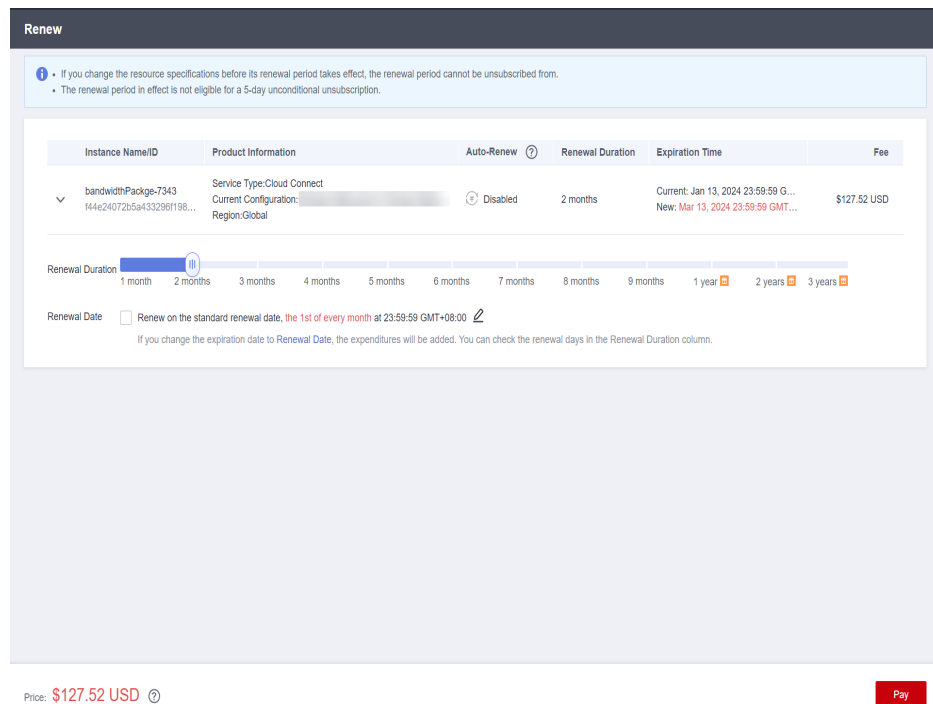 Renew
• If you change the resource specifications before its renewal period takes effect, the renewal period cannot be unsubscribed from.
• The renewal period in effect is not eligible for a 5-day unconditional unsubscription.
Instance Name/ID Product Information Auto-Renew Renewal Duration Expiration Time Fee
bandwidthPackge-7343
f44e24072b5a433296f198...
Service Type:Cloud Connect
Current Configuration:
Region:Global
Disabled
2 months
Current: Jan 13, 2024 23:59:59 G...
New: Mar 13, 2024 23:59:59 GMT...
$127.52 USD
Renewal Duration
1 month 2 months 3 months 4 months 5 months 6 months 7 months 8 months 9 months 1 year 2 years 3 years
Renewal Date Renew on the standard renewal date, the 1st of every month at 23:59:59 GMT+08:00
If you change the expiration date to Renewal Date, the expenditures will be added. You can check the renewal days in the Renewal Duration column.
Price: $127.52 USD
Pay